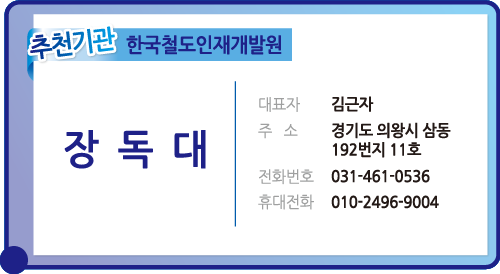 추천기관 한국철도인재개발원
장 독 대
대표자 김근자
주 소 경기도 의왕시 삼동
192번지 11호
전화번호 031-461-0536
휴대전화 010-2496-9004